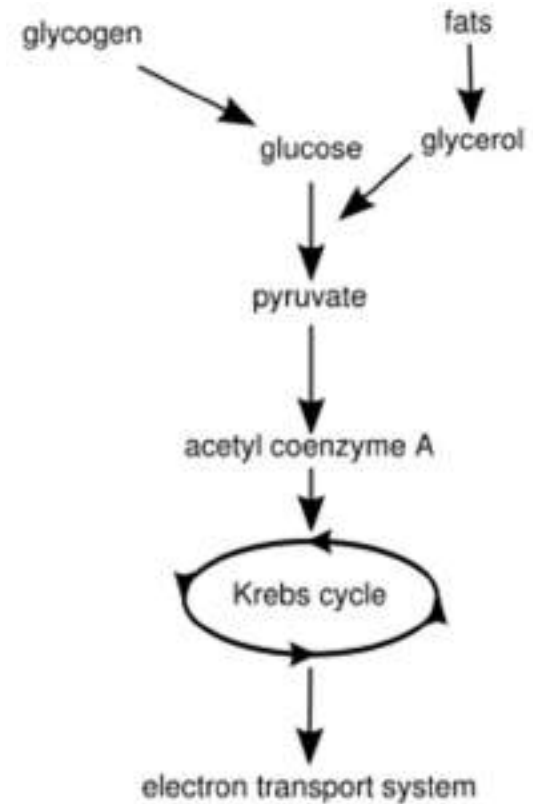 glycogen
fats
glucose
glycerol
pyruvate
acetyl coenzyme A
Krebs cycle
electron transport system